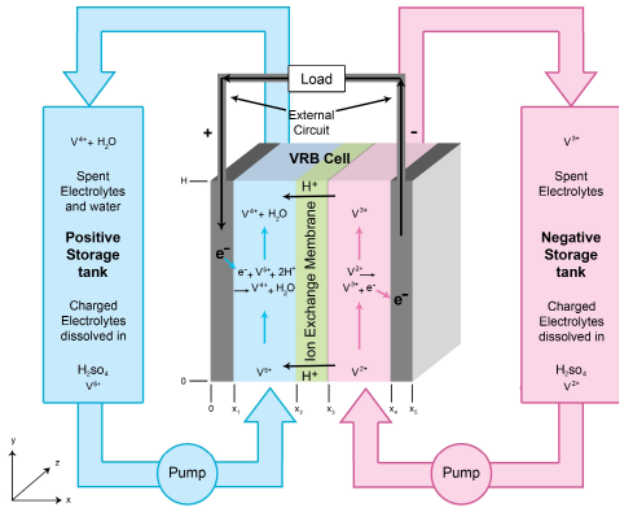 Load
External
Circuit
+
-
VRB Cell
V⁴⁺ + H₂O
Spent
Electrolytes
and water
Positive
Storage
tank
Charged
Electrolytes
dissolved in
H₂so₄
V⁵⁺
H
0
H⁺
V⁴⁺ + H₂O
e⁻
e⁻ + V⁵⁺ + 2H⁺
→ V⁴⁺ + H₂O
V⁵⁺
Ion Exchange Membrane
V³⁺
V²⁺ →
V³⁺ + e⁻
e⁻
V²⁺
H⁺
0
x₁
x₂
x₃
x₄
x₅
V³⁺
Spent
Electrolytes
Negative
Storage
tank
Charged
Electrolytes
dissolved in
H₂so₄
V²⁺
Pump
Pump
y
z
x